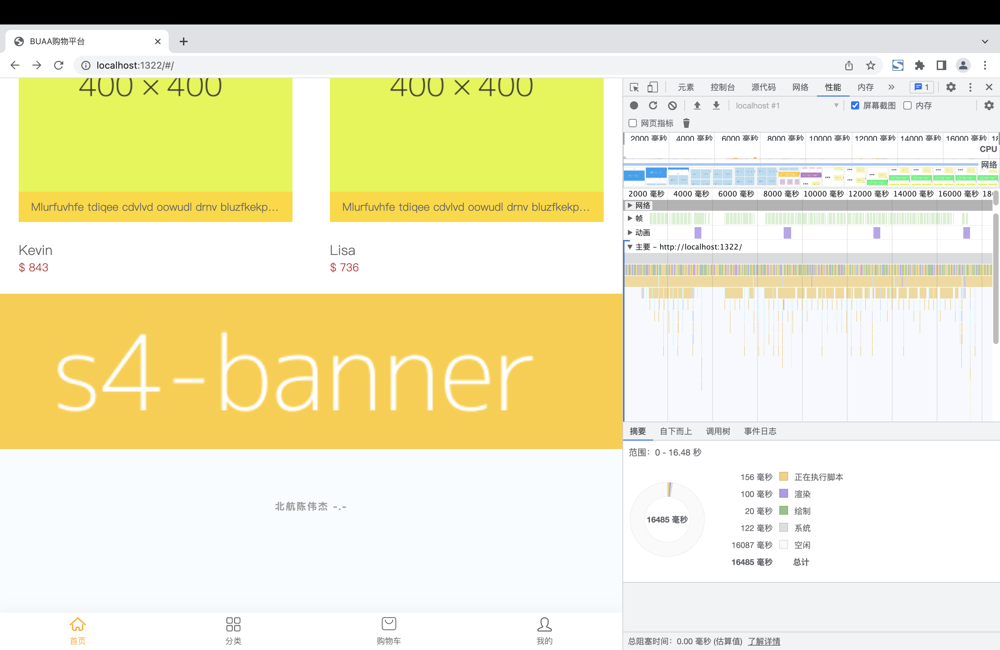 BUAA购物平台
localhost:1322/#/
400 × 400
400 × 400
Mlurfuvhfe tdiqee cdvlvd oowudl drnv bluzfkekp...
Mlurfuvhfe tdiqee cdvlvd oowudl drnv bluzfkekp...
Kevin
$ 843
Lisa
$ 736
s4-banner
北航陈伟杰 -.-
首页
分类
购物车
我的
元素 控制台 源代码 网络 性能 内存 » 1
localhost #1 屏幕截图 内存
网页指标
2000 毫秒 4000 毫秒 6000 毫秒 8000 毫秒 10000 毫秒 12000 毫秒 14000 毫秒 16000 毫秒
CPU
网络
2000 毫秒 4000 毫秒 6000 毫秒 8000 毫秒 10000 毫秒 12000 毫秒 14000 毫秒 16000 毫秒
网络
帧
动画
主要 – http://localhost:1322/
摘要 自下而上 调用树 事件日志
范围：0 - 16.48 秒
16485 毫秒
156 毫秒 正在执行脚本
100 毫秒 渲染
20 毫秒 绘制
122 毫秒 系统
16087 毫秒 空闲
16485 毫秒 总计
总阻塞时间：0.00 毫秒 (估算值) 了解详情